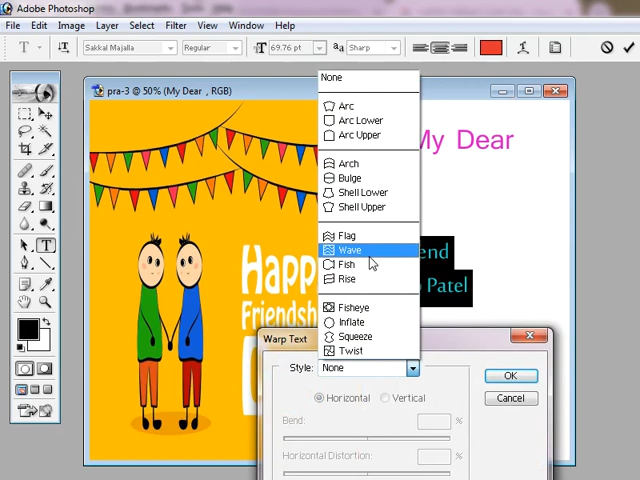 Adobe Photoshop
File Edit Image Layer Select Filter View Window Help
T Sakkal Majalla Regular T 69.76 pt aa Sharp
pra-3 @ 50% (My Dear , RGB)
None
Arc
Arc Lower
Arc Upper
Arch
Bulge
Shell Lower
Shell Upper
Flag
Wave
Fish
Rise
Fisheye
Inflate
Squeeze
Twist
My Dear
end
Patel
Happ
Friendsh
Warp Text
Style: None
OK
Horizontal Vertical
Cancel
Bend: %
Horizontal Distortion: %